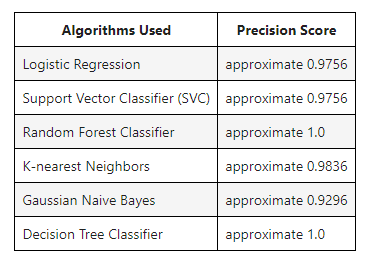 Algorithms Used Precision Score
Logistic Regression approximate 0.9756
Support Vector Classifier (SVC) approximate 0.9756
Random Forest Classifier approximate 1.0
K-nearest Neighbors approximate 0.9836
Gaussian Naive Bayes approximate 0.9296
Decision Tree Classifier approximate 1.0